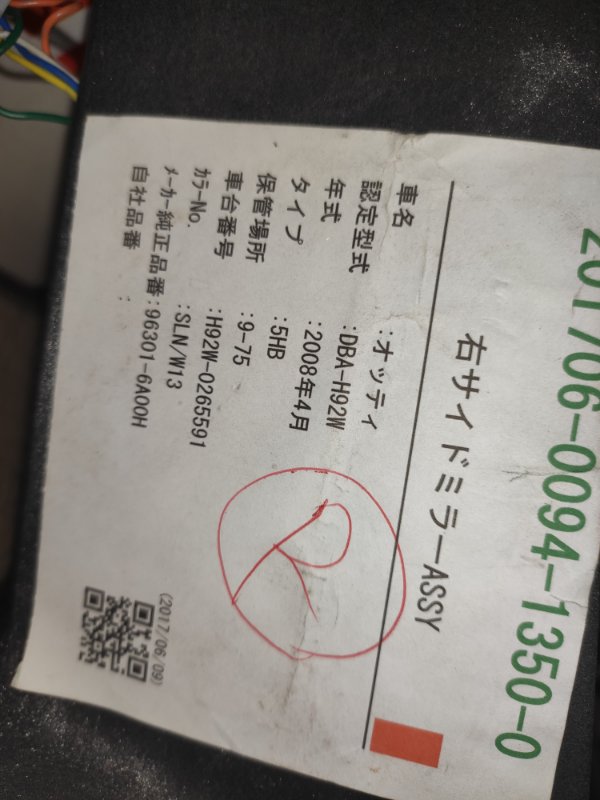 201706-0094-1350-0
右サイドミラーASSY
車名 :オッティ
認定型式 :DBA-H92W
年式 :2008年4月
タイプ :5HB
保管場所 :9-75
車台番号 :H92W-0265591
ｶﾗｰNo. :SLN/W13
ﾒｰｶｰ純正品番:96301-6A00H
自社品番 :
R
(2017/06/09)